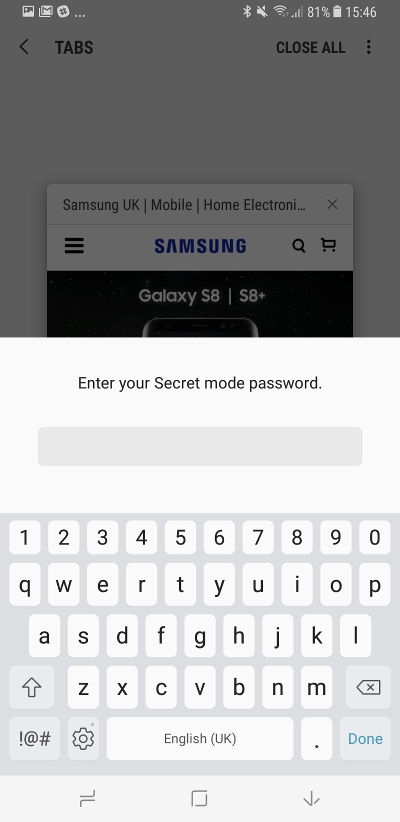 ... 81% 15:46
TABS CLOSE ALL
Samsung UK | Mobile | Home Electroni...
SAMSUNG
Galaxy S8 | S8+
Enter your Secret mode password.
1 2 3 4 5 6 7 8 9 0
q w e r t y u i o p
a s d f g h j k l
z x c v b n m
!@# English (UK) . Done